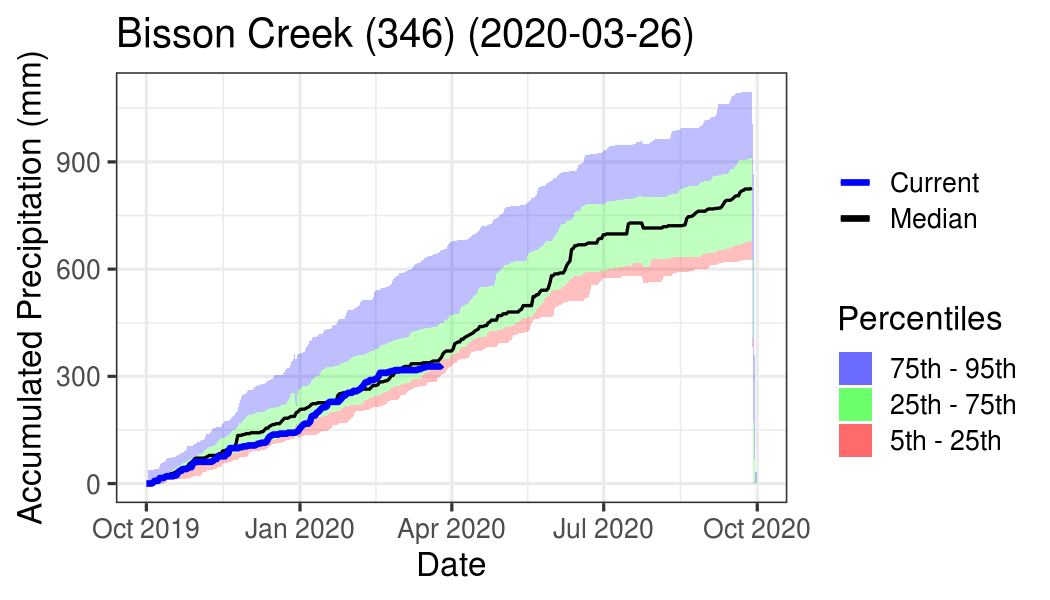 Bisson Creek (346) (2020-03-26)
Accumulated Precipitation (mm)
900
600
300
0
Oct 2019
Jan 2020
Apr 2020
Jul 2020
Oct 2020
Date
Current
Median
Percentiles
75th - 95th
25th - 75th
5th - 25th